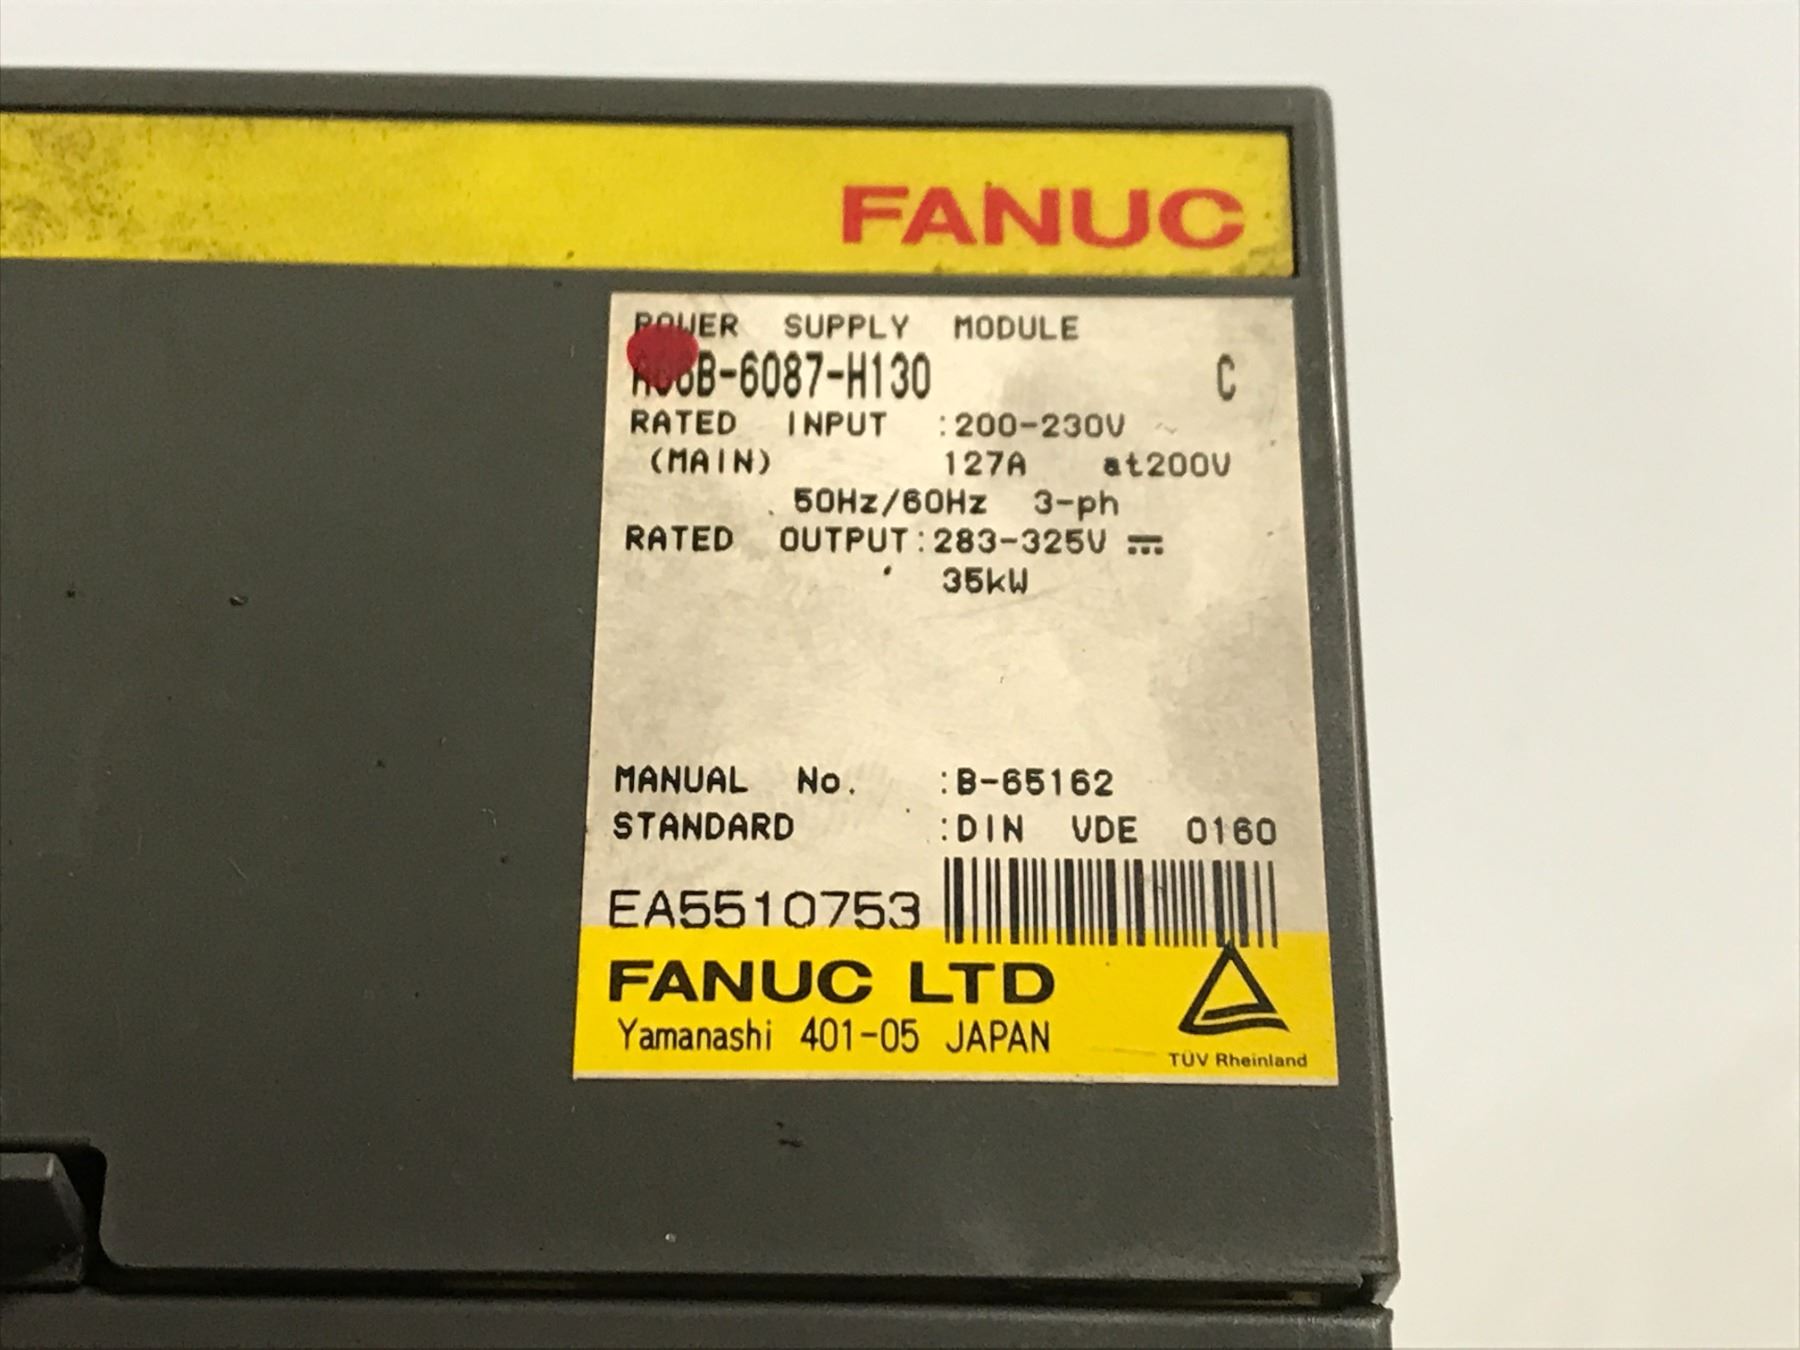 FANUC
POWER SUPPLY MODULE
A06B-6087-H130 C
RATED INPUT :200-230V
(MAIN) 127A at200V
50Hz/60Hz 3-ph
RATED OUTPUT:283-325V ⎓
35kW
MANUAL No. :B-65162
STANDARD :DIN VDE 0160
EA5510753
FANUC LTD
Yamanashi 401-05 JAPAN
TÜV Rheinland